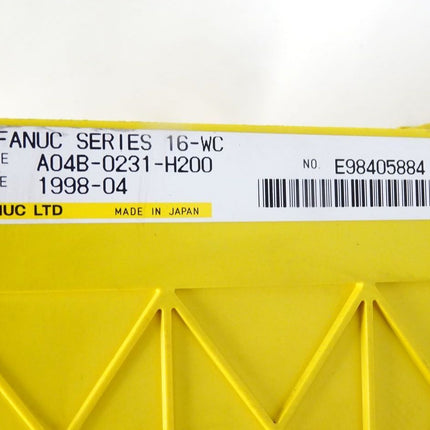 FANUC SERIES 16-WC
E A04B-0231-H200
E 1998-04
NO. E98405884
NUC LTD MADE IN JAPAN